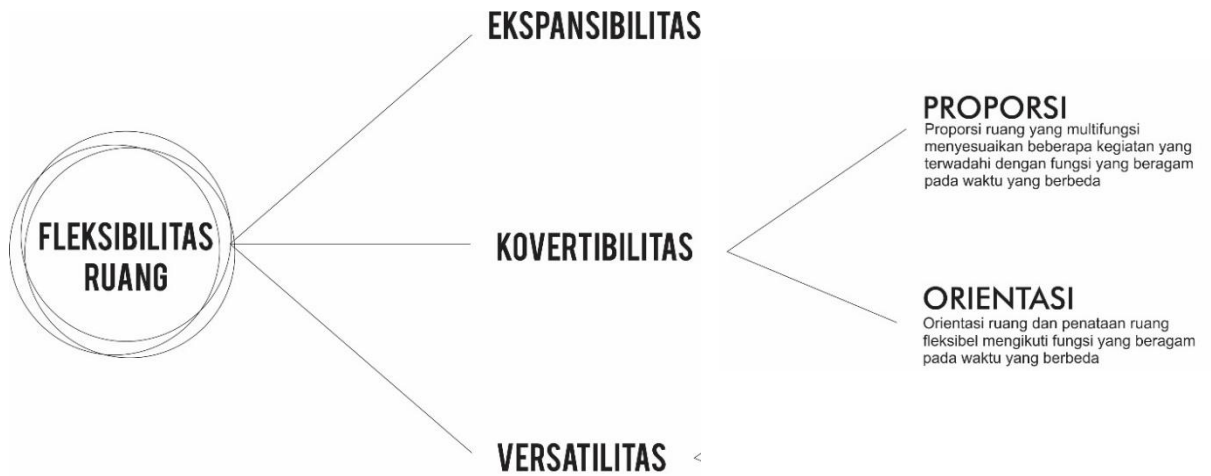 EKSPANSIBILITAS
FLEKSIBILITAS
RUANG
KOVERTIBILITAS
PROPORSI
Proporsi ruang yang multifungsi
menyesuaikan beberapa kegiatan yang
terwadahi dengan fungsi yang beragam
pada waktu yang berbeda
ORIENTASI
Orientasi ruang dan penataan ruang
fleksibel mengikuti fungsi yang beragam
pada waktu yang berbeda
VERSATILITAS